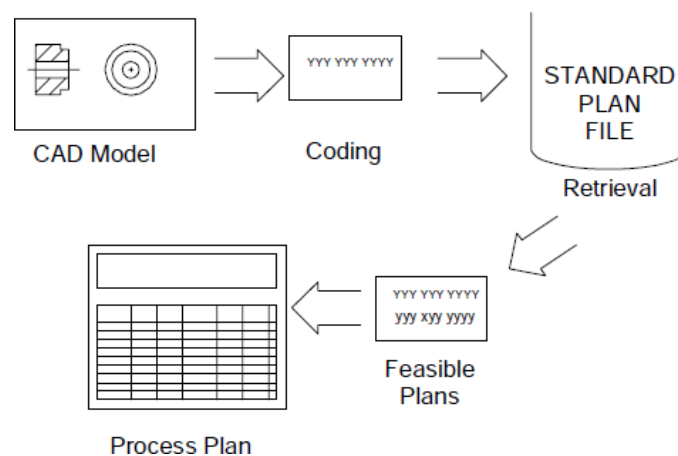 YYY YYY YYYY
CAD Model
Coding
STANDARD
PLAN
FILE
Retrieval
YYY YYY YYYY
yyy xyy yyyy
Feasible
Plans
Process Plan